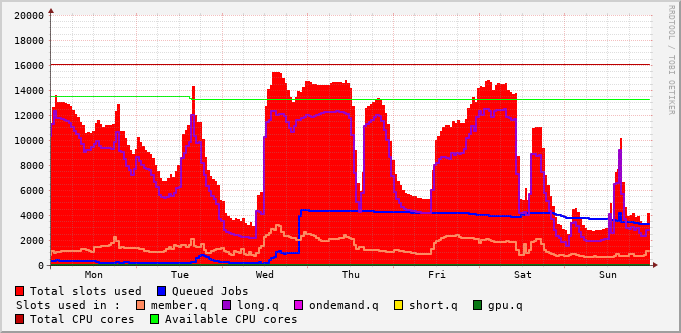 20000
18000
16000
14000
12000
10000
8000
6000
4000
2000
0
Mon Tue Wed Thu Fri Sat Sun
RRDTOOL / TOBI OETIKER
Total slots used Queued Jobs
Slots used in : member.q long.q ondemand.q short.q gpu.q
Total CPU cores Available CPU cores